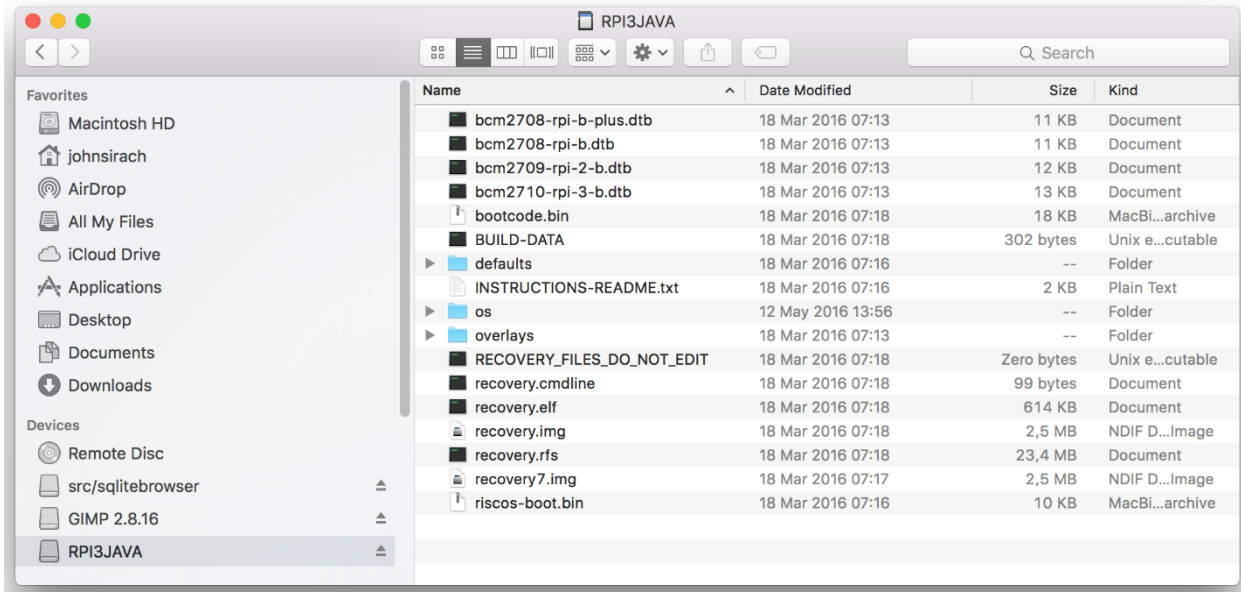 RPI3JAVA
Search
Favorites
Macintosh HD
johnsirach
AirDrop
All My Files
iCloud Drive
Applications
Desktop
Documents
Downloads
Devices
Remote Disc
src/sqlitebrowser
GIMP 2.8.16
RPI3JAVA
Name Date Modified Size Kind
bcm2708-rpi-b-plus.dtb 18 Mar 2016 07:13 11 KB Document
bcm2708-rpi-b.dtb 18 Mar 2016 07:13 11 KB Document
bcm2709-rpi-2-b.dtb 18 Mar 2016 07:13 12 KB Document
bcm2710-rpi-3-b.dtb 18 Mar 2016 07:13 13 KB Document
bootcode.bin 18 Mar 2016 07:18 18 KB MacBi...archive
BUILD-DATA 18 Mar 2016 07:18 302 bytes Unix e...cutable
defaults 18 Mar 2016 07:16 -- Folder
INSTRUCTIONS-README.txt 18 Mar 2016 07:16 2 KB Plain Text
os 12 May 2016 13:56 -- Folder
overlays 18 Mar 2016 07:13 -- Folder
RECOVERY_FILES_DO_NOT_EDIT 18 Mar 2016 07:18 Zero bytes Unix e...cutable
recovery.cmdline 18 Mar 2016 07:18 99 bytes Document
recovery.elf 18 Mar 2016 07:18 614 KB Document
recovery.img 18 Mar 2016 07:18 2,5 MB NDIF D...Image
recovery.rfs 18 Mar 2016 07:18 23,4 MB Document
recovery7.img 18 Mar 2016 07:17 2,5 MB NDIF D...Image
riscos-boot.bin 18 Mar 2016 07:16 10 KB MacBi...archive